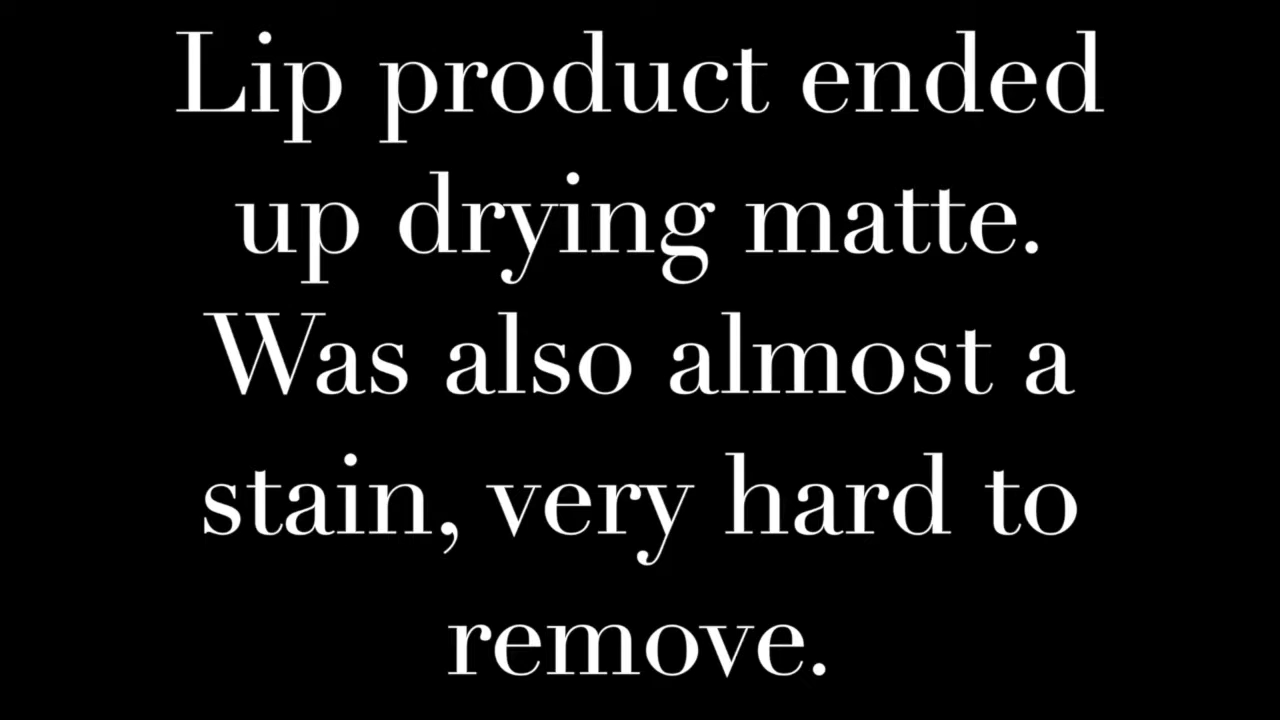 Lip product ended
up drying matte.
Was also almost a
stain, very hard to
remove.